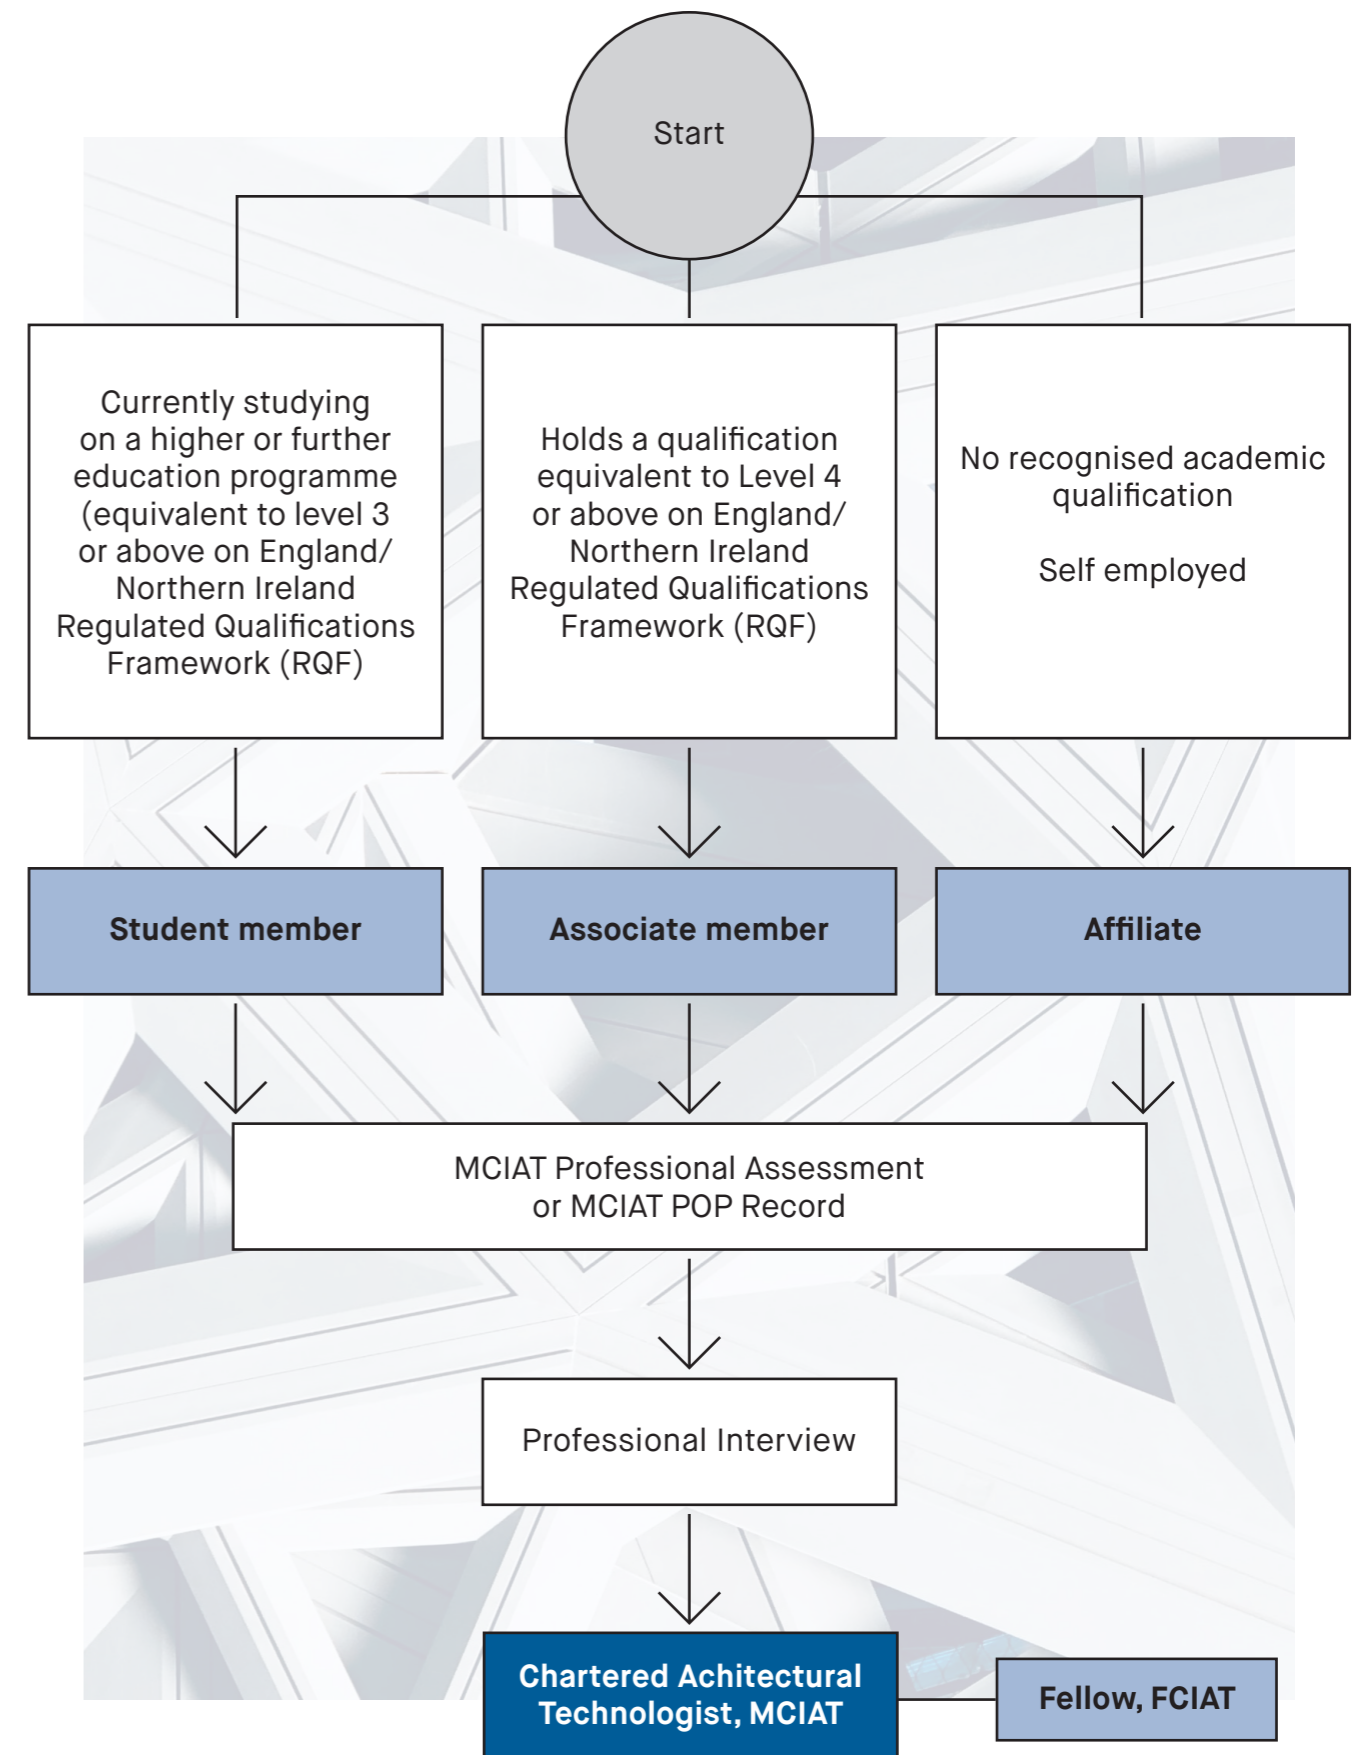 Start
Currently studying
on a higher or further
education programme
(equivalent to level 3
or above on England/
Northern Ireland
Regulated Qualifications
Framework (RQF)
Holds a qualification
equivalent to Level 4
or above on England/
Northern Ireland
Regulated Qualifications
Framework (RQF)
No recognised academic
qualification
Self employed
Student member
Associate member
Affiliate
MCIAT Professional Assessment
or MCIAT POP Record
Professional Interview
Chartered Achitectural
Technologist, MCIAT
Fellow, FCIAT